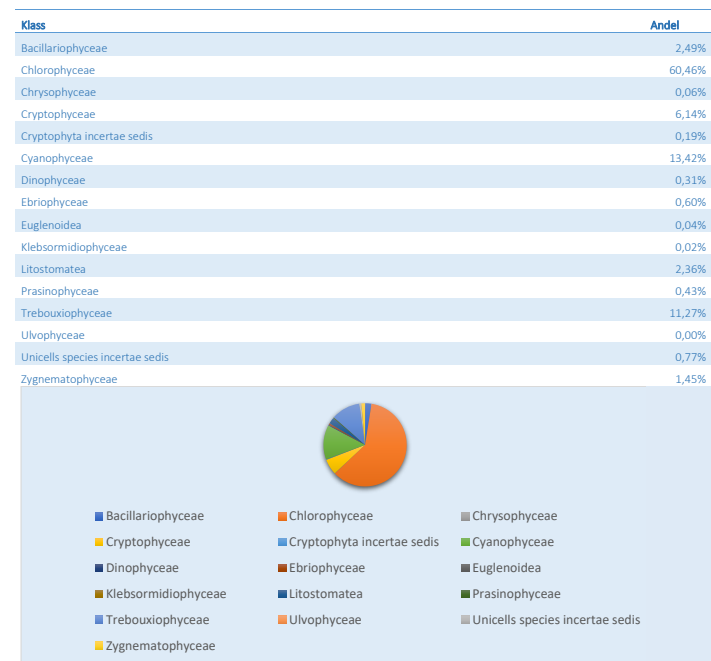 Klass Andel
Bacillariophyceae 2,49%
Chlorophyceae 60,46%
Chrysophyceae 0,06%
Cryptophyceae 6,14%
Cryptophyta incertae sedis 0,19%
Cyanophyceae 13,42%
Dinophyceae 0,31%
Ebriophyceae 0,60%
Euglenoidea 0,04%
Klebsormidiophyceae 0,02%
Litostomatea 2,36%
Prasinophyceae 0,43%
Trebouxiophyceae 11,27%
Ulvophyceae 0,00%
Unicells species incertae sedis 0,77%
Zygnematophyceae 1,45%
Bacillariophyceae Chlorophyceae Chrysophyceae
Cryptophyceae Cryptophyta incertae sedis Cyanophyceae
Dinophyceae Ebriophyceae Euglenoidea
Klebsormidiophyceae Litostomatea Prasinophyceae
Trebouxiophyceae Ulvophyceae Unicells species incertae sedis
Zygnematophyceae